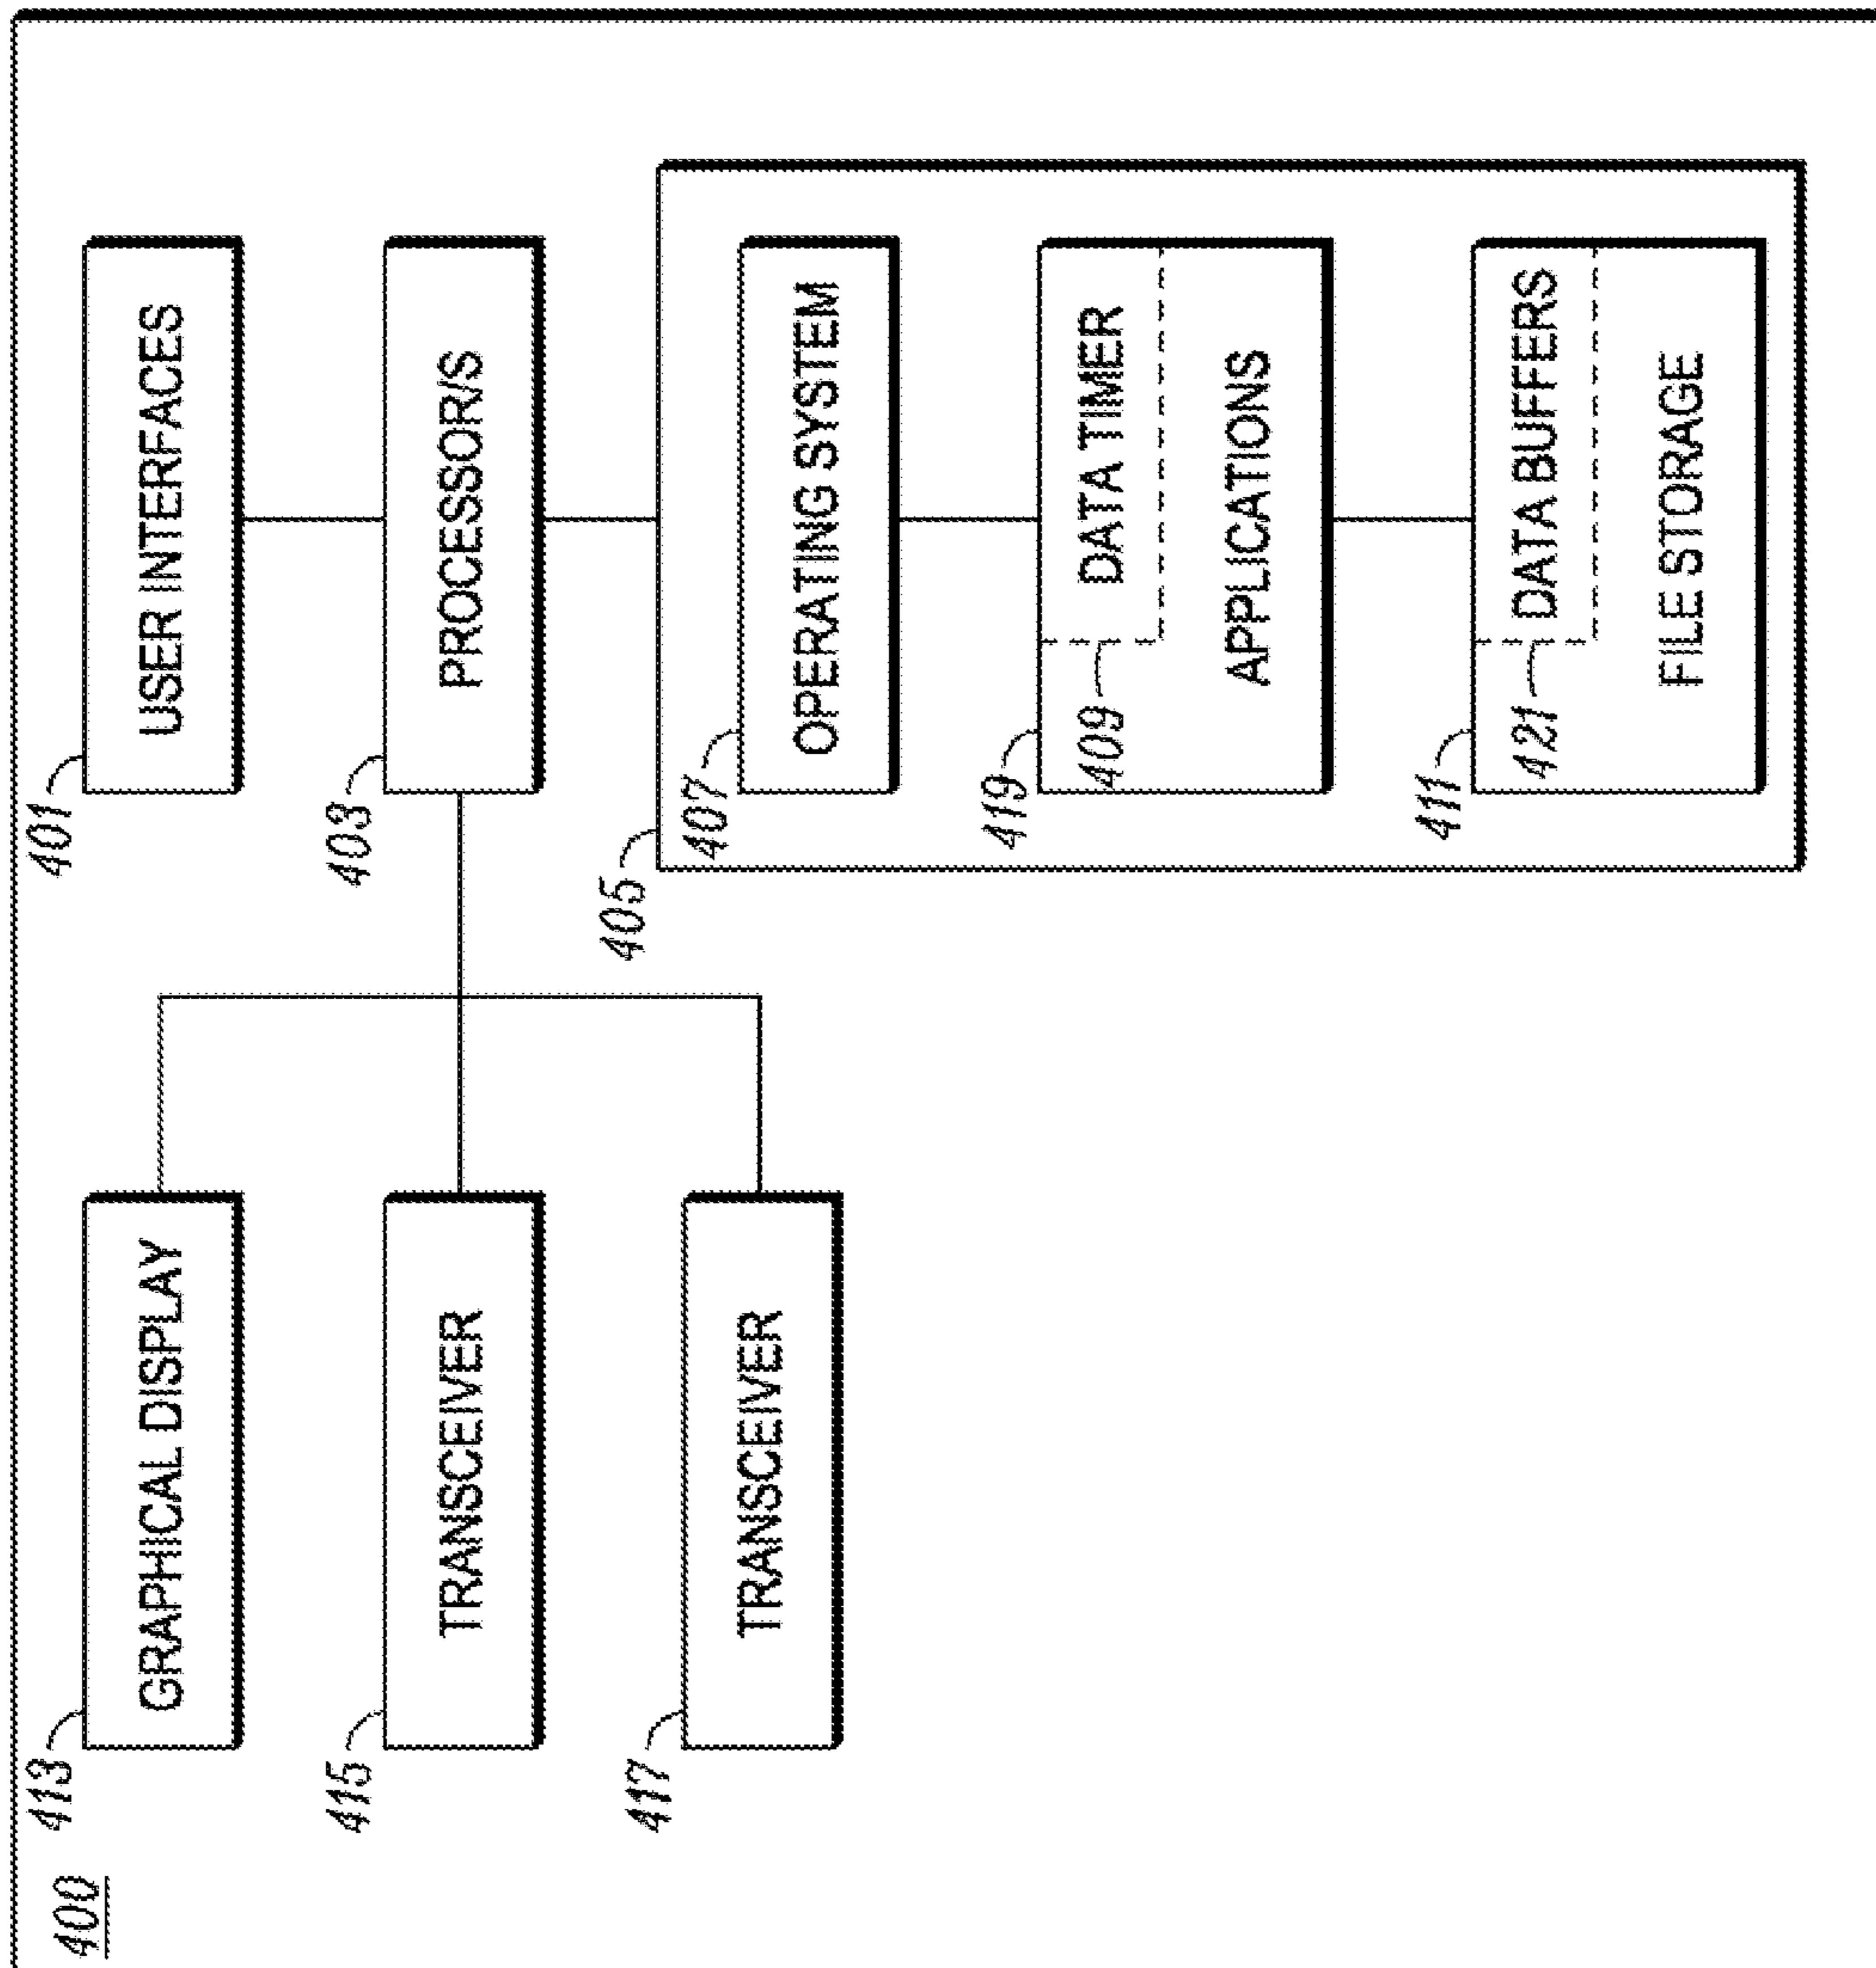 400
413
GRAPHICAL DISPLAY
415
TRANSCEIVER
417
TRANSCEIVER
401
USER INTERFACES
403
PROCESSOR/S
405
407
OPERATING SYSTEM
419
409
DATA TIMER
APPLICATIONS
411
421
DATA BUFFERS
FILE STORAGE